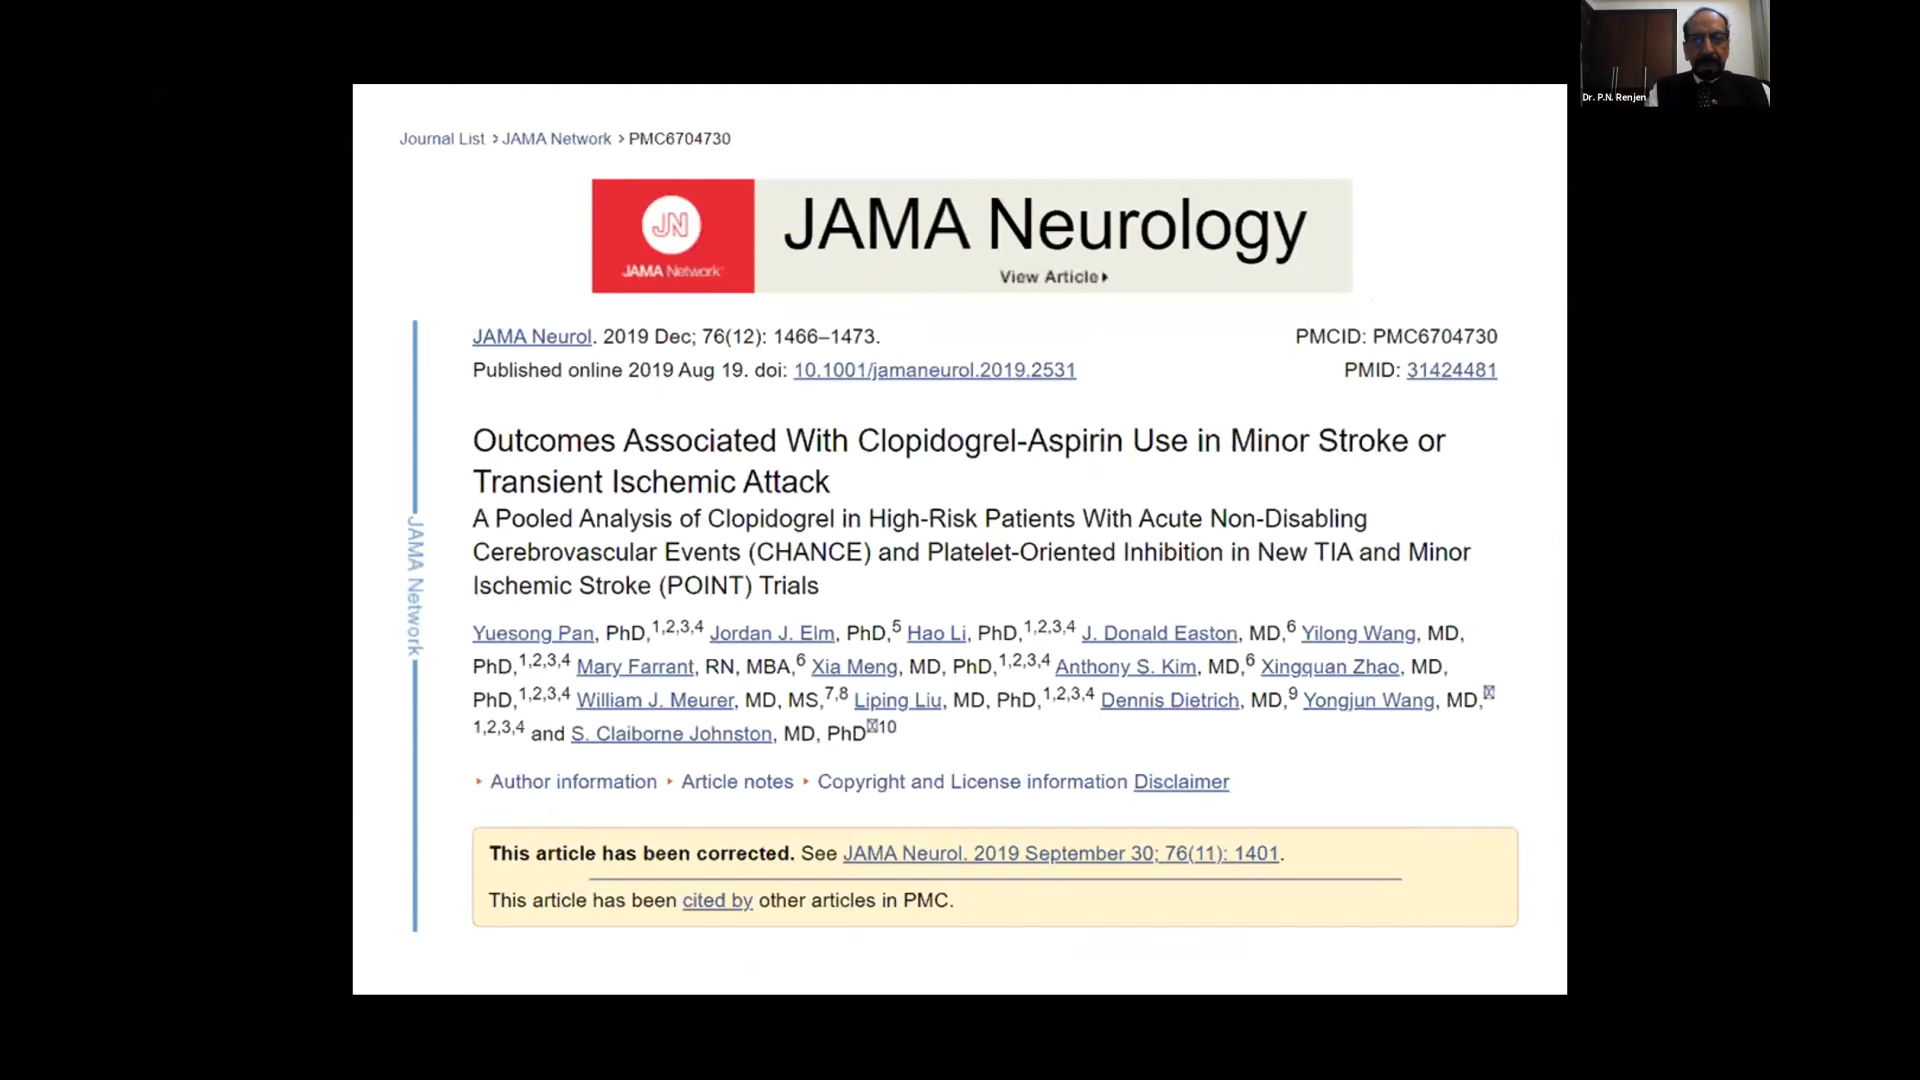 Dr. P.N. Renjen
Journal List > JAMA Network > PMC6704730
JN
JAMA Network
JAMA Neurology
View Article
JAMA Network
JAMA Neurol. 2019 Dec; 76(12): 1466–1473.
PMCID: PMC6704730
Published online 2019 Aug 19. doi: 10.1001/jamaneurol.2019.2531
PMID: 31424481
Outcomes Associated With Clopidogrel-Aspirin Use in Minor Stroke or
Transient Ischemic Attack
A Pooled Analysis of Clopidogrel in High-Risk Patients With Acute Non-Disabling
Cerebrovascular Events (CHANCE) and Platelet-Oriented Inhibition in New TIA and Minor
Ischemic Stroke (POINT) Trials
Yuesong Pan, PhD,1,2,3,4 Jordan J. Elm, PhD,5 Hao Li, PhD,1,2,3,4 J. Donald Easton, MD,6 Yilong Wang, MD,
PhD,1,2,3,4 Mary Farrant, RN, MBA,6 Xia Meng, MD, PhD,1,2,3,4 Anthony S. Kim, MD,6 Xingquan Zhao, MD,
PhD,1,2,3,4 William J. Meurer, MD, MS,7,8 Liping Liu, MD, PhD,1,2,3,4 Dennis Dietrich, MD,9 Yongjun Wang, MD,
1,2,3,4 and S. Claiborne Johnston, MD, PhD10
Author information ▸ Article notes ▸ Copyright and License information Disclaimer
This article has been corrected. See JAMA Neurol. 2019 September 30; 76(11): 1401.
This article has been cited by other articles in PMC.